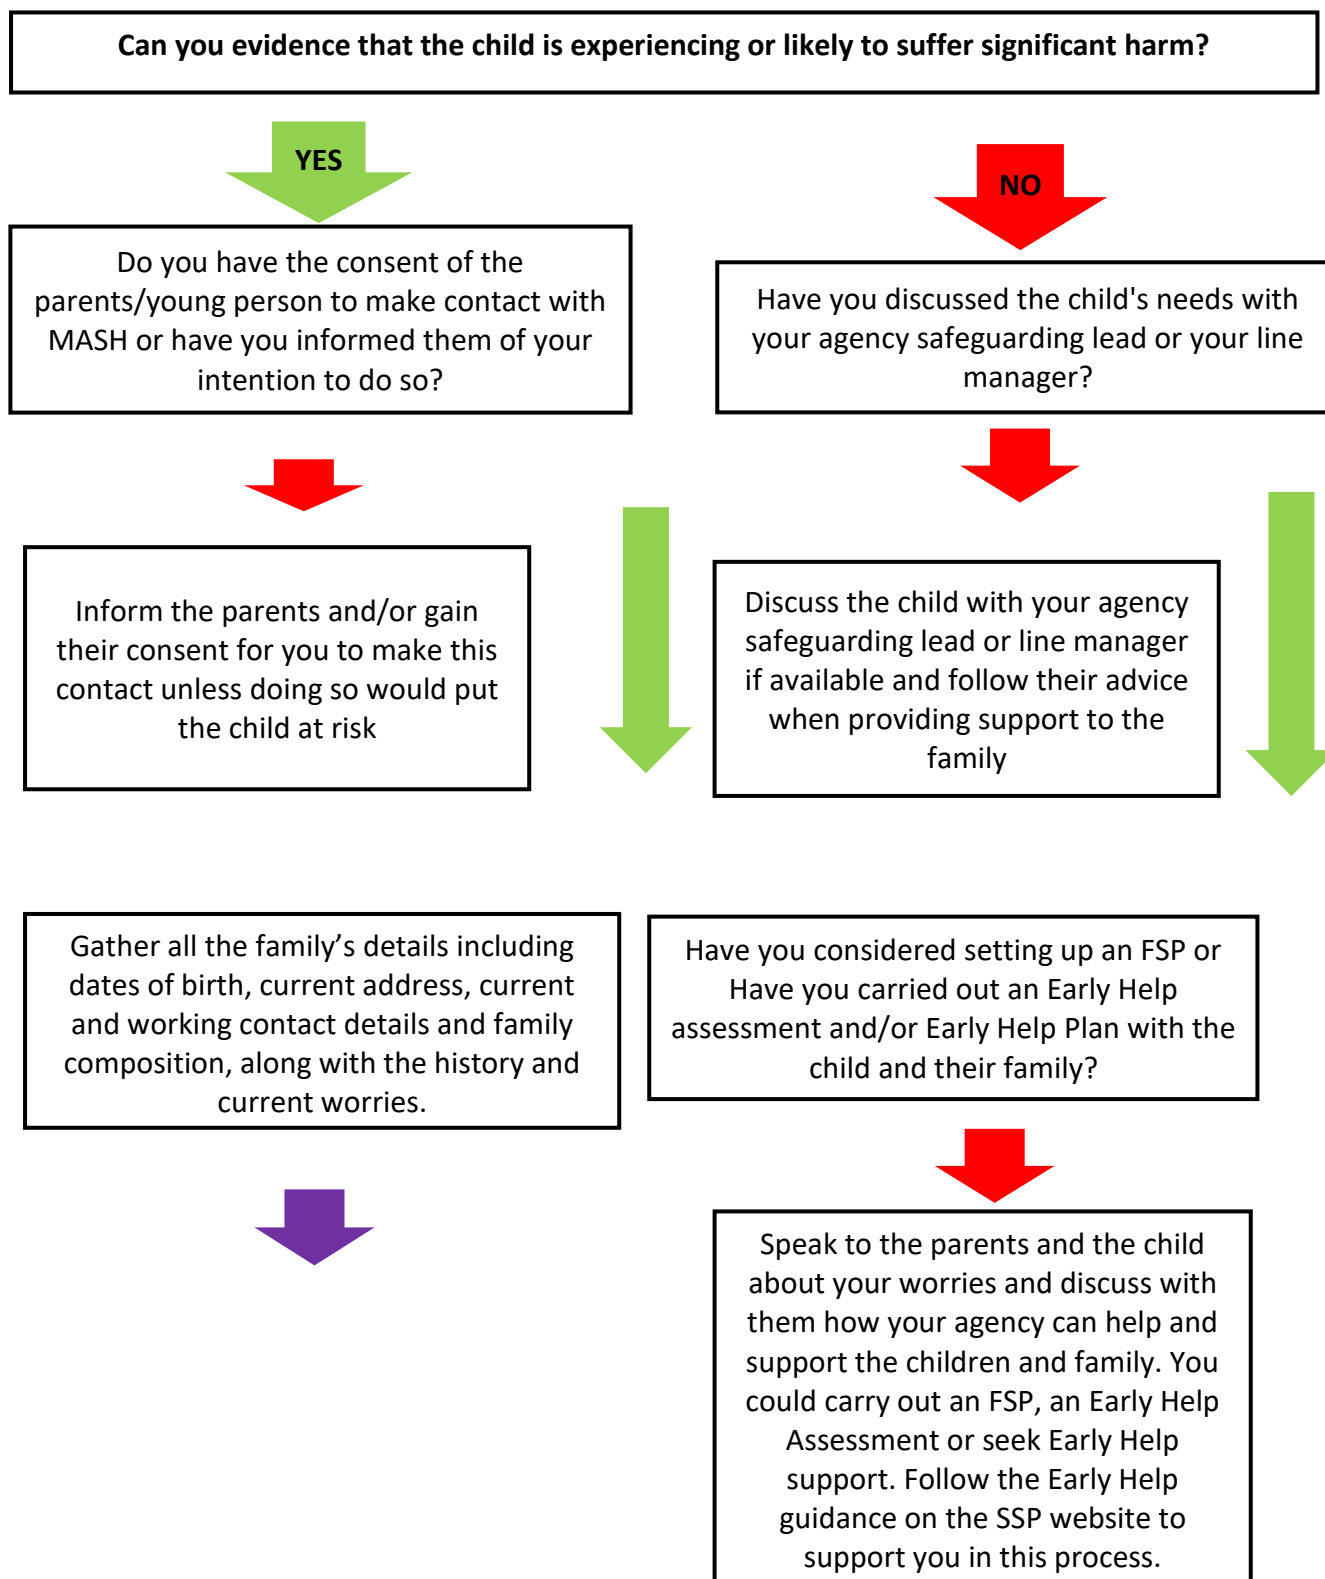 Can you evidence that the child is experiencing or likely to suffer significant harm?
YES
NO
Do you have the consent of the
parents/young person to make contact with
MASH or have you informed them of your
intention to do so?
Have you discussed the child's needs with
your agency safeguarding lead or your line
manager?
Inform the parents and/or gain
their consent for you to make this
contact unless doing so would put
the child at risk
Discuss the child with your agency
safeguarding lead or line manager
if available and follow their advice
when providing support to the
family
Gather all the family’s details including
dates of birth, current address, current
and working contact details and family
composition, along with the history and
current worries.
Have you considered setting up an FSP or
Have you carried out an Early Help
assessment and/or Early Help Plan with the
child and their family?
Speak to the parents and the child
about your worries and discuss with
them how your agency can help and
support the children and family. You
could carry out an FSP, an Early Help
Assessment or seek Early Help
support. Follow the Early Help
guidance on the SSP website to
support you in this process.